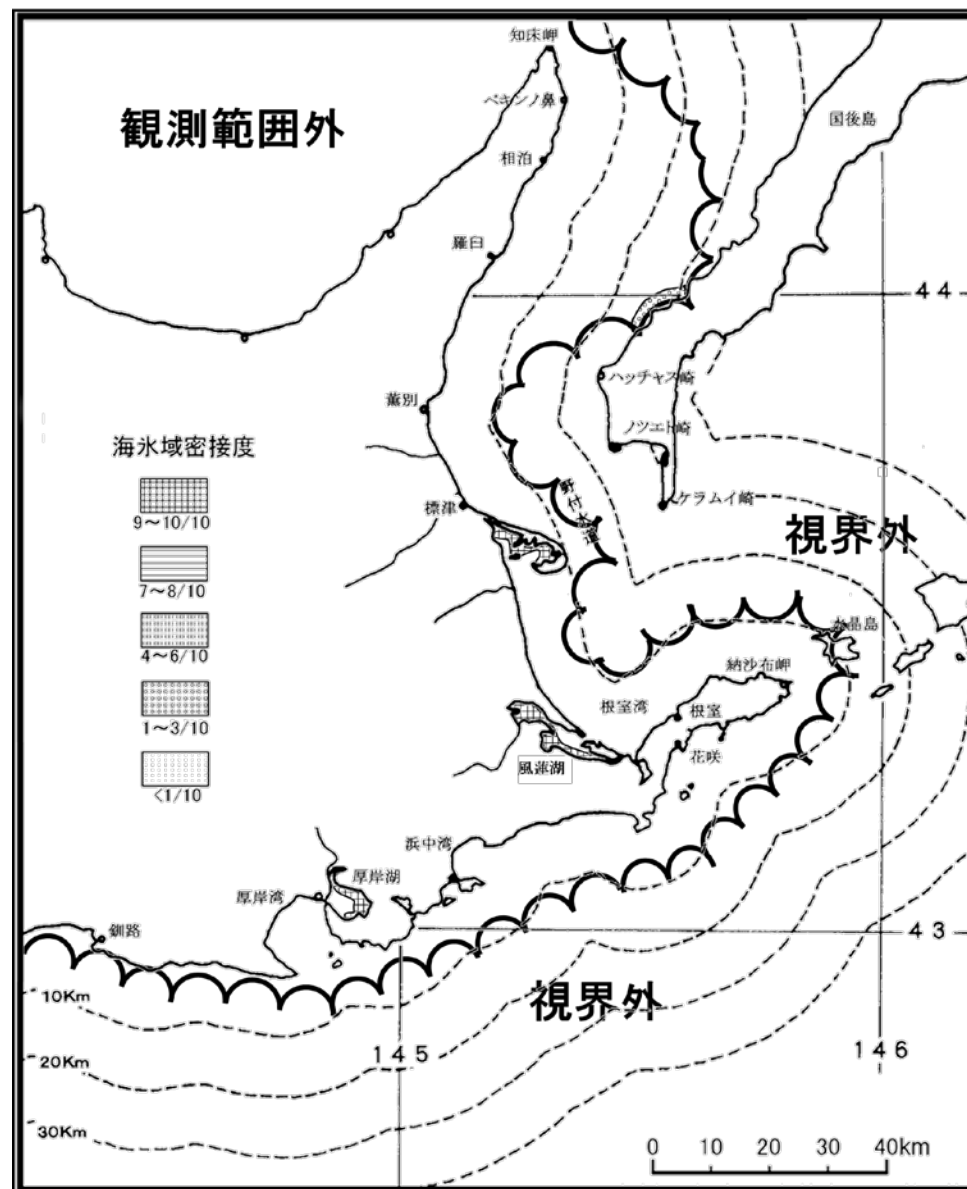 知床岬
ペキンノ鼻
国後島
観測範囲外
相泊
羅臼
44
ハッチャス崎
薫別
ノツエト崎
海氷域密接度
9～10/10
7～8/10
4～6/10
1～3/10
<1/10
標津
野付水道
ケラムイ崎
視界外
水晶島
納沙布岬
根室湾
根室
花咲
風蓮湖
浜中湾
厚岸湖
厚岸湾
釧路
43
10Km
視界外
145
146
20Km
30Km
0 10 20 30 40km